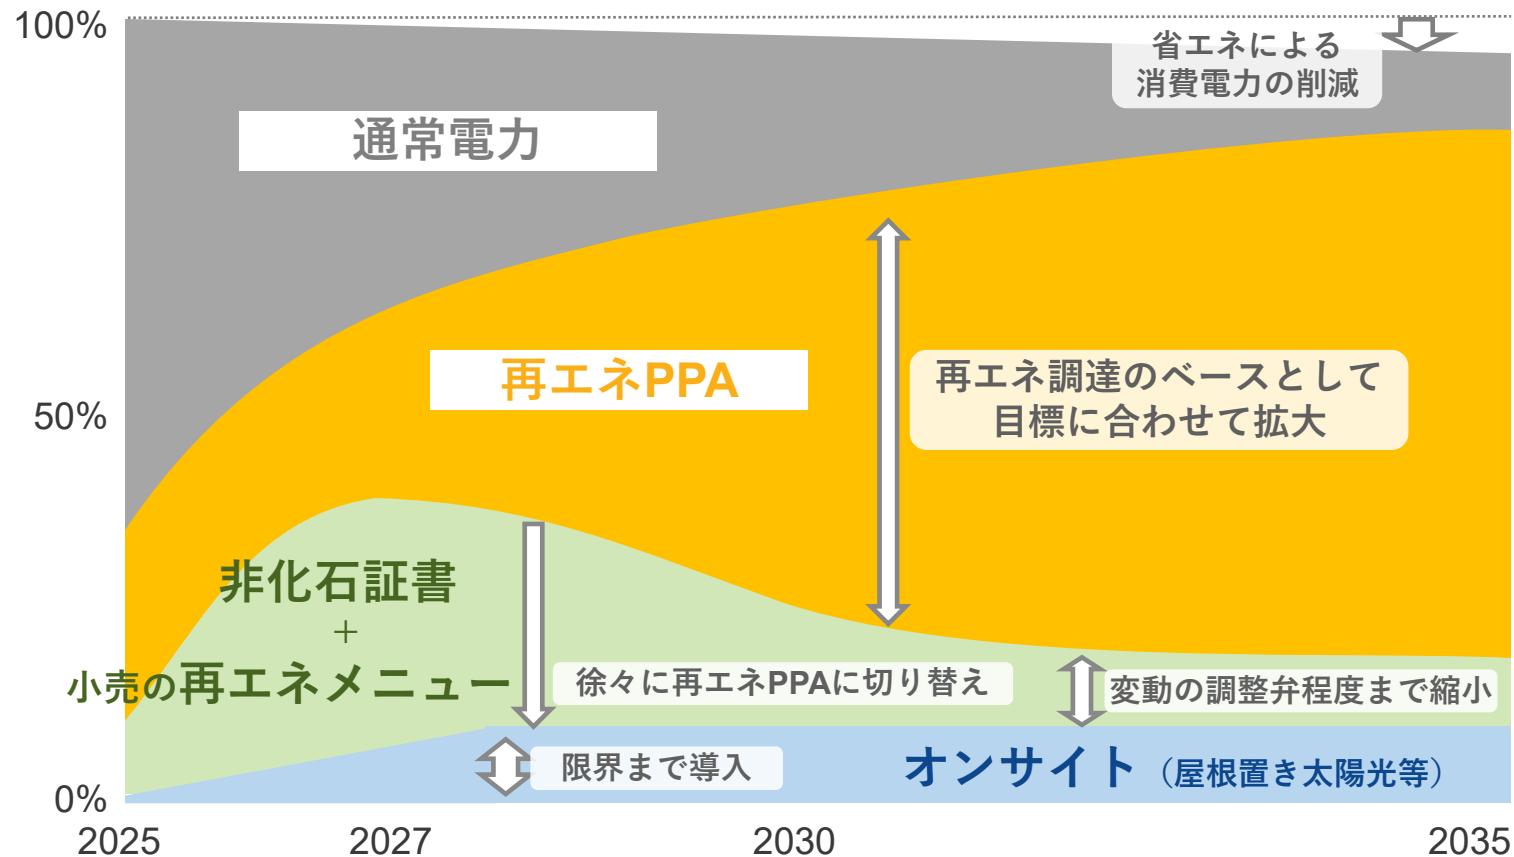 100%
省エネによる
消費電力の削減
通常電力
再エネPPA
再エネ調達のベースとして
目標に合わせて拡大
50%
非化石証書
+
小売の再エネメニュー
徐々に再エネPPAに切り替え
変動の調整弁程度まで縮小
限界まで導入
オンサイト（屋根置き太陽光等）
0%
2025
2027
2030
2035